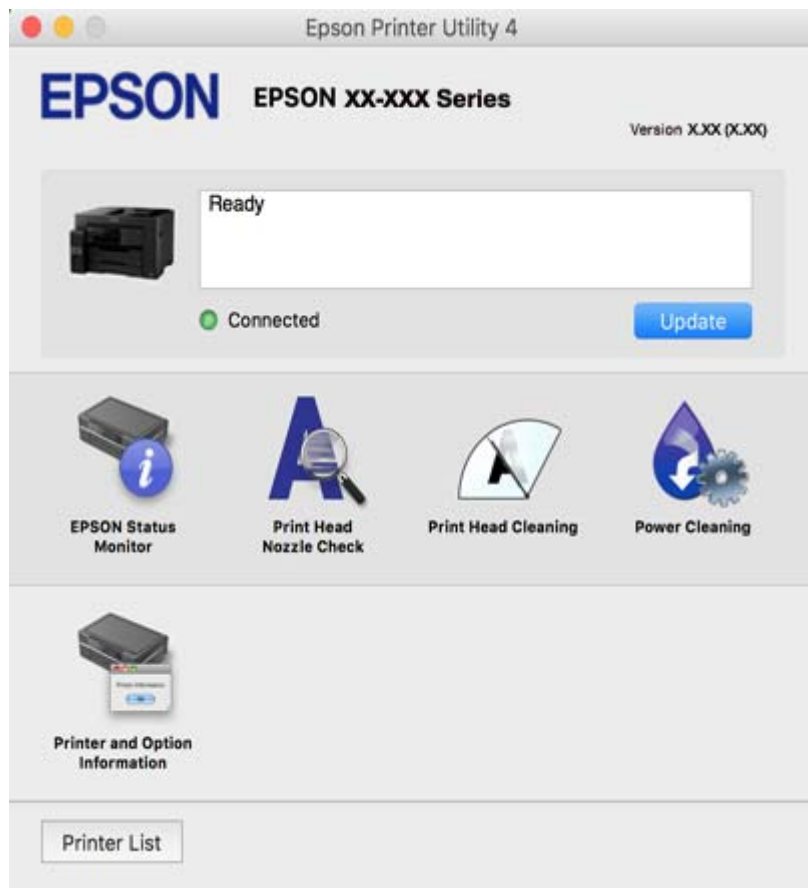 Epson Printer Utility 4
EPSON
EPSON XX-XXX Series
Version X.XX (X.XX)
Ready
Connected
Update
EPSON Status
Monitor
Print Head
Nozzle Check
Print Head Cleaning
Power Cleaning
Printer and Option
Information
Printer List